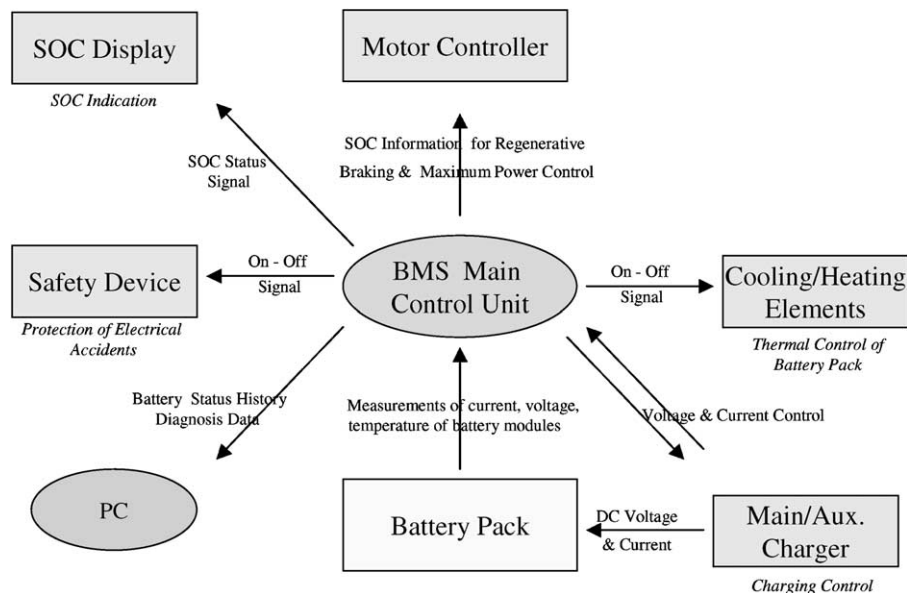 SOC Display
SOC Indication
Motor Controller
SOC Information for Regenerative
Braking & Maximum Power Control
SOC Status
Signal
Safety Device
Protection of Electrical
Accidents
On - Off
Signal
BMS Main
Control Unit
On - Off
Signal
Cooling/Heating
Elements
Thermal Control of
Battery Pack
Battery Status History
Diagnosis Data
Measurements of current, voltage,
temperature of battery modules
Voltage & Current Control
PC
Battery Pack
DC Voltage
& Current
Main/Aux.
Charger
Charging Control